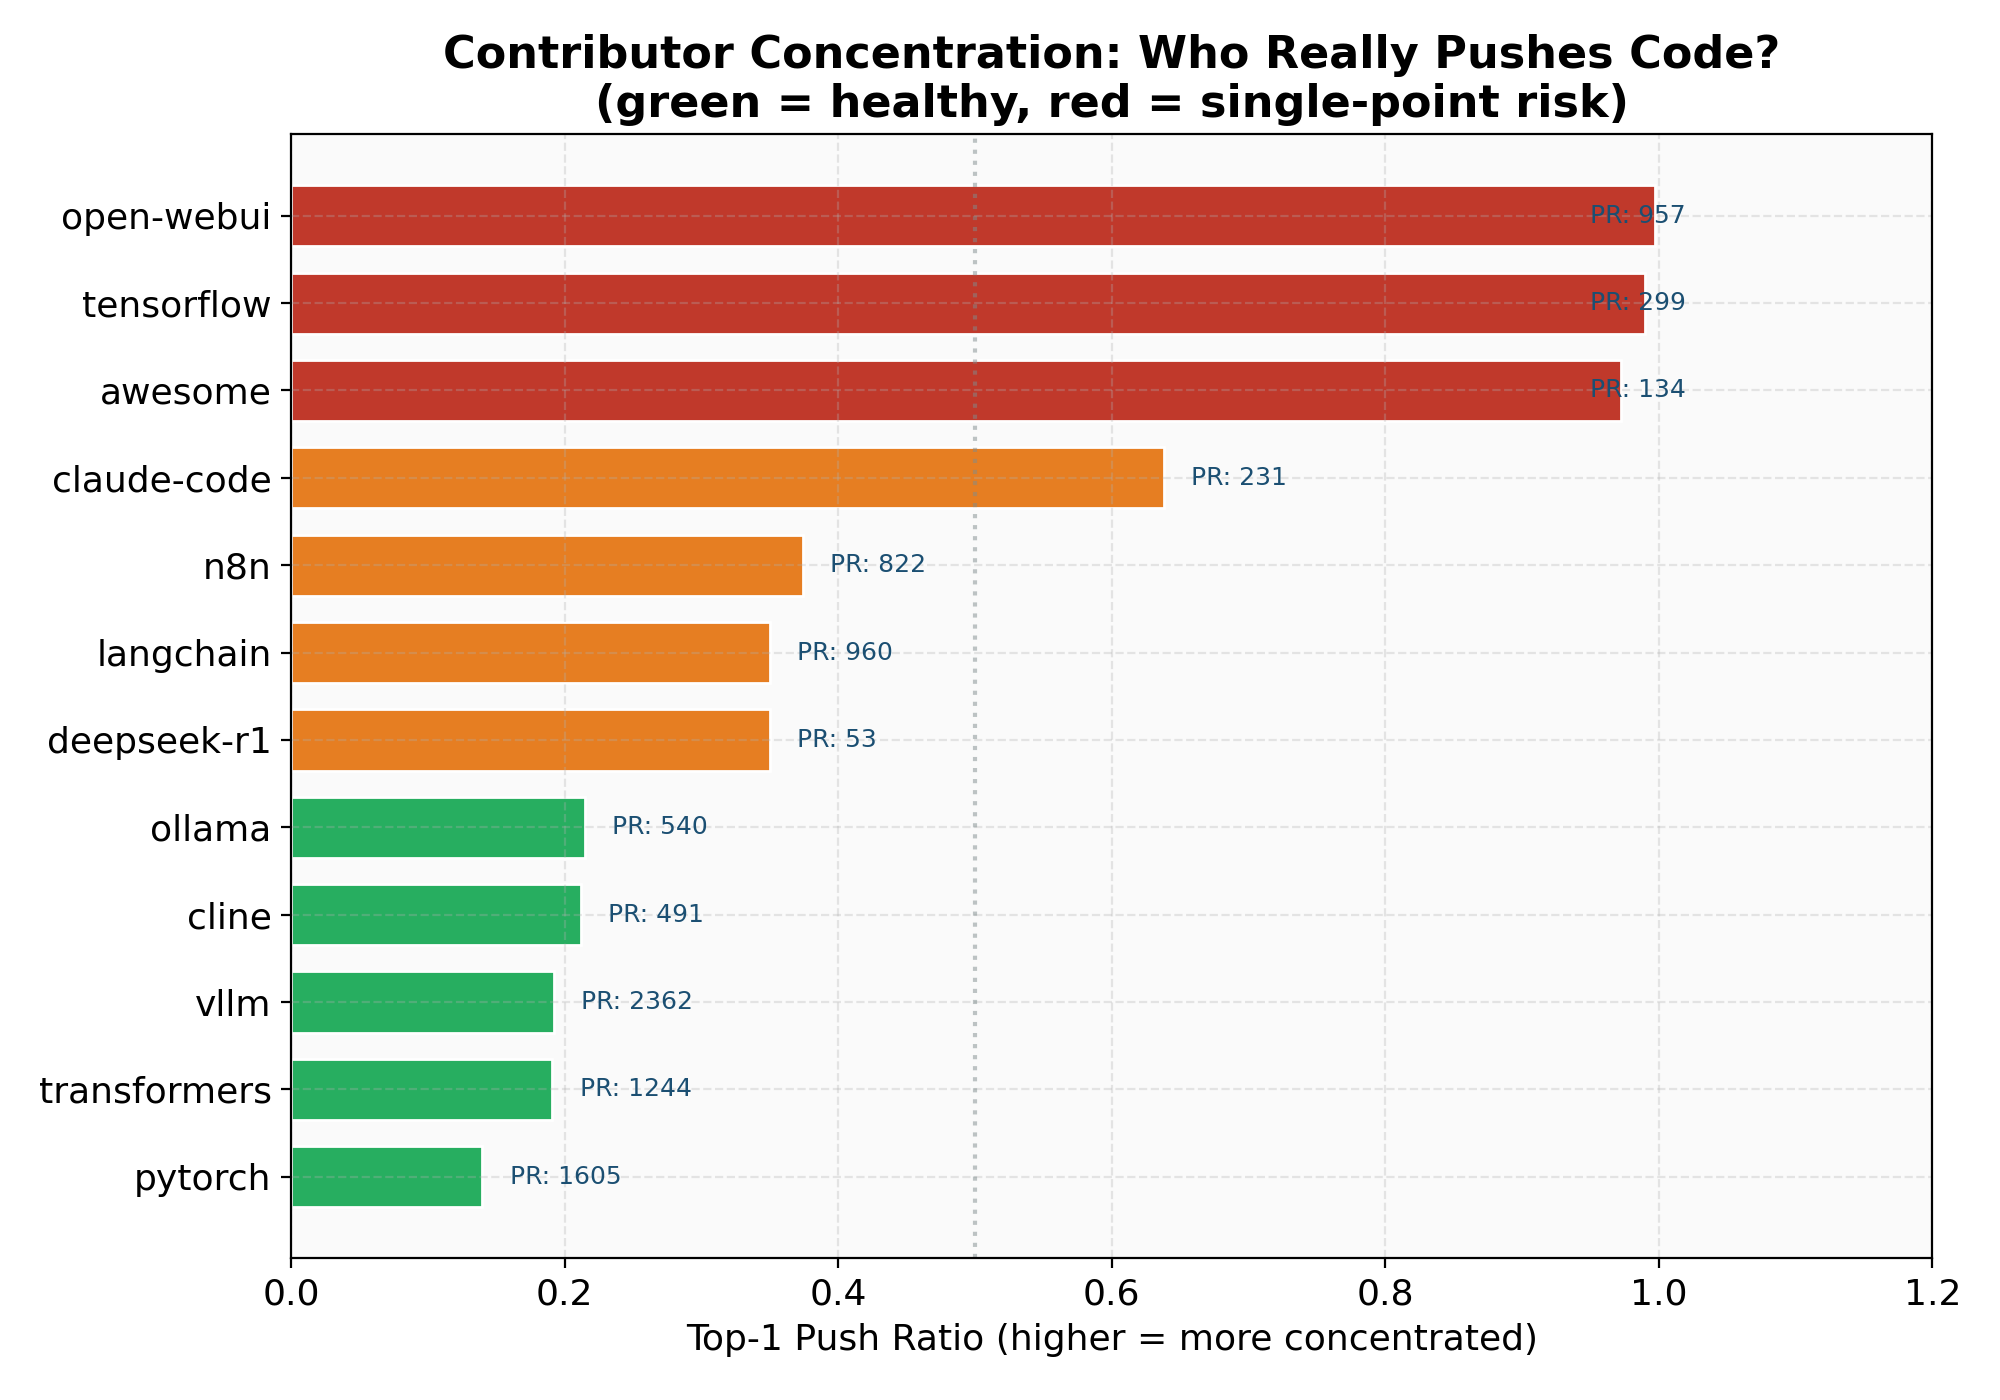 Contributor Concentration: Who Really Pushes Code?
(green = healthy, red = single-point risk)
open-webui PR: 957
tensorflow PR: 299
awesome PR: 134
claude-code PR: 231
n8n PR: 822
langchain PR: 960
deepseek-r1 PR: 53
ollama PR: 540
cline PR: 491
vllm PR: 2362
transformers PR: 1244
pytorch PR: 1605
0.0 0.2 0.4 0.6 0.8 1.0 1.2
Top-1 Push Ratio (higher = more concentrated)